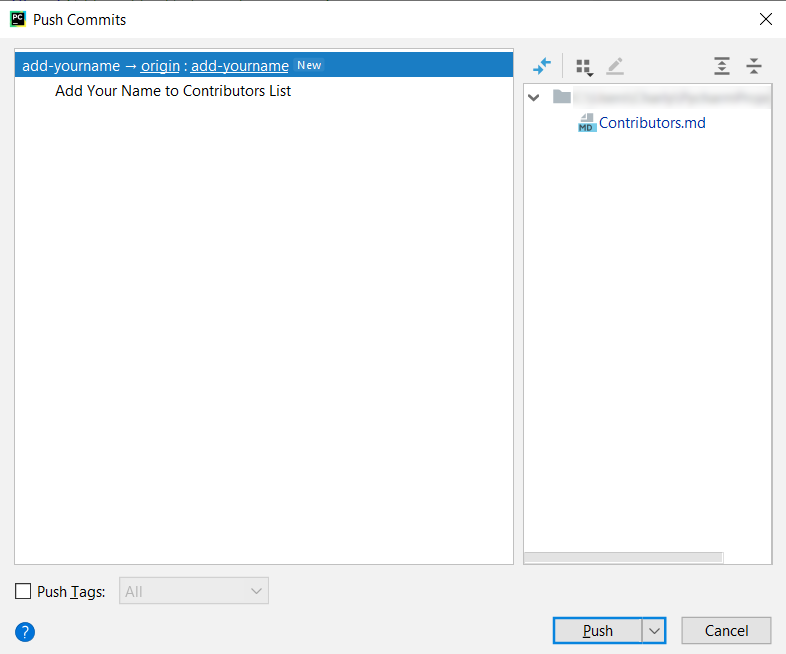 PC
Push Commits
add-yourname → origin : add-yourname New
Add Your Name to Contributors List
MD Contributors.md
Push Tags: All
?
Push
Cancel